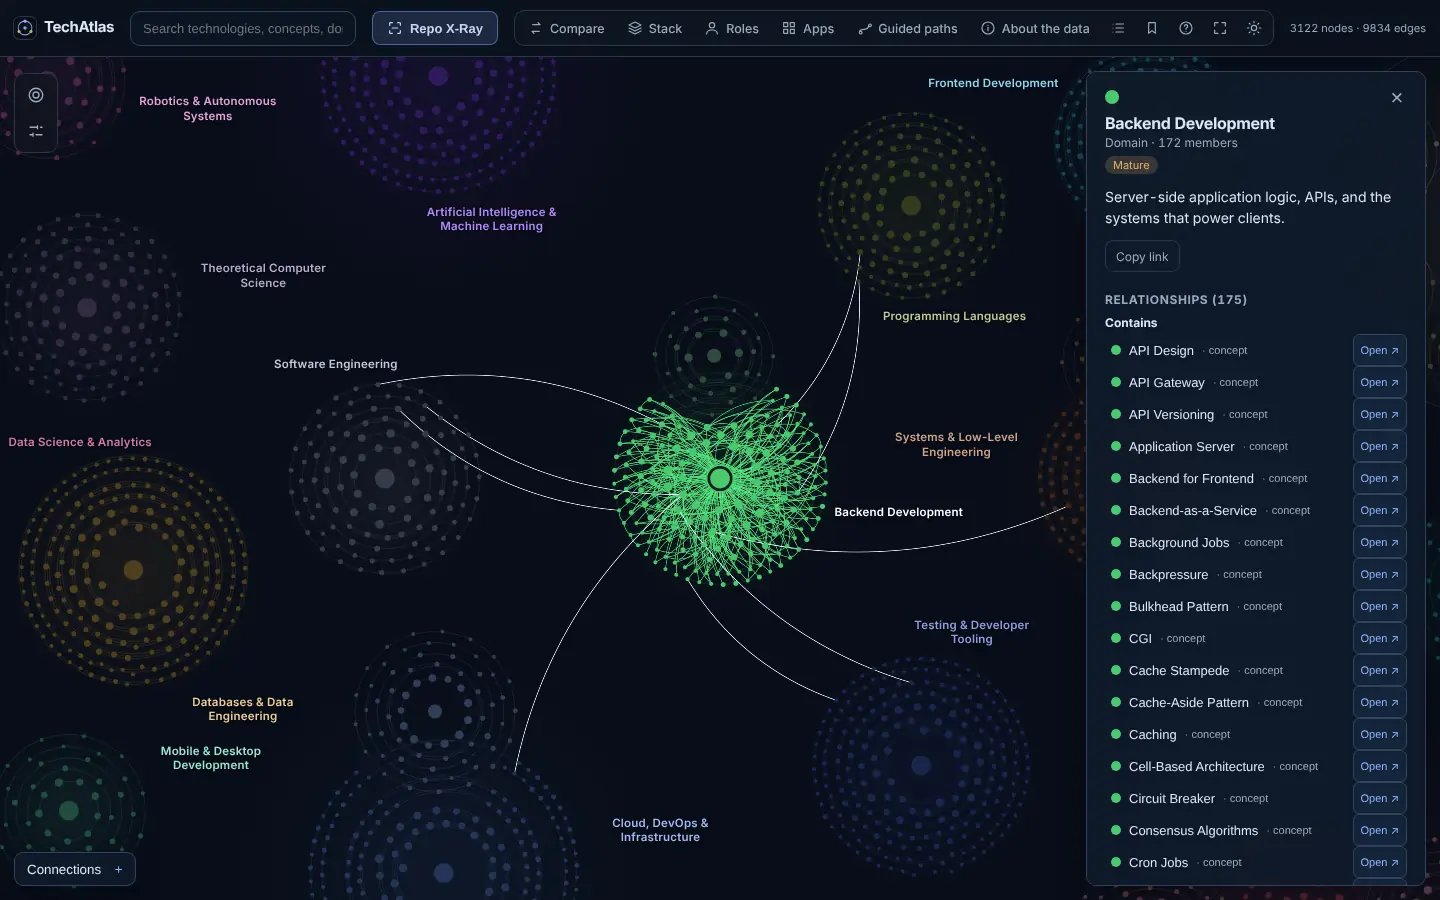 TechAtlas
Search technologies, concepts, do
Repo X-Ray
Compare
Stack
Roles
Apps
Guided paths
About the data
3122 nodes · 9834 edges
Robotics & Autonomous
Systems
Frontend Development
Artificial Intelligence &
Machine Learning
Theoretical Computer
Science
Programming Languages
Software Engineering
Data Science & Analytics
Systems & Low-Level
Engineering
Backend Development
Testing & Developer
Tooling
Databases & Data
Engineering
Mobile & Desktop
Development
Cloud, DevOps &
Infrastructure
Connections +
Backend Development
Domain · 172 members
Mature
Server-side application logic, APIs, and the
systems that power clients.
Copy link
RELATIONSHIPS (175)
Contains
API Design · concept Open ↗
API Gateway · concept Open ↗
API Versioning · concept Open ↗
Application Server · concept Open ↗
Backend for Frontend · concept Open ↗
Backend-as-a-Service · concept Open ↗
Background Jobs · concept Open ↗
Backpressure · concept Open ↗
Bulkhead Pattern · concept Open ↗
CGI · concept Open ↗
Cache Stampede · concept Open ↗
Cache-Aside Pattern · concept Open ↗
Caching · concept Open ↗
Cell-Based Architecture · concept Open ↗
Circuit Breaker · concept Open ↗
Consensus Algorithms · concept Open ↗
Cron Jobs · concept Open ↗